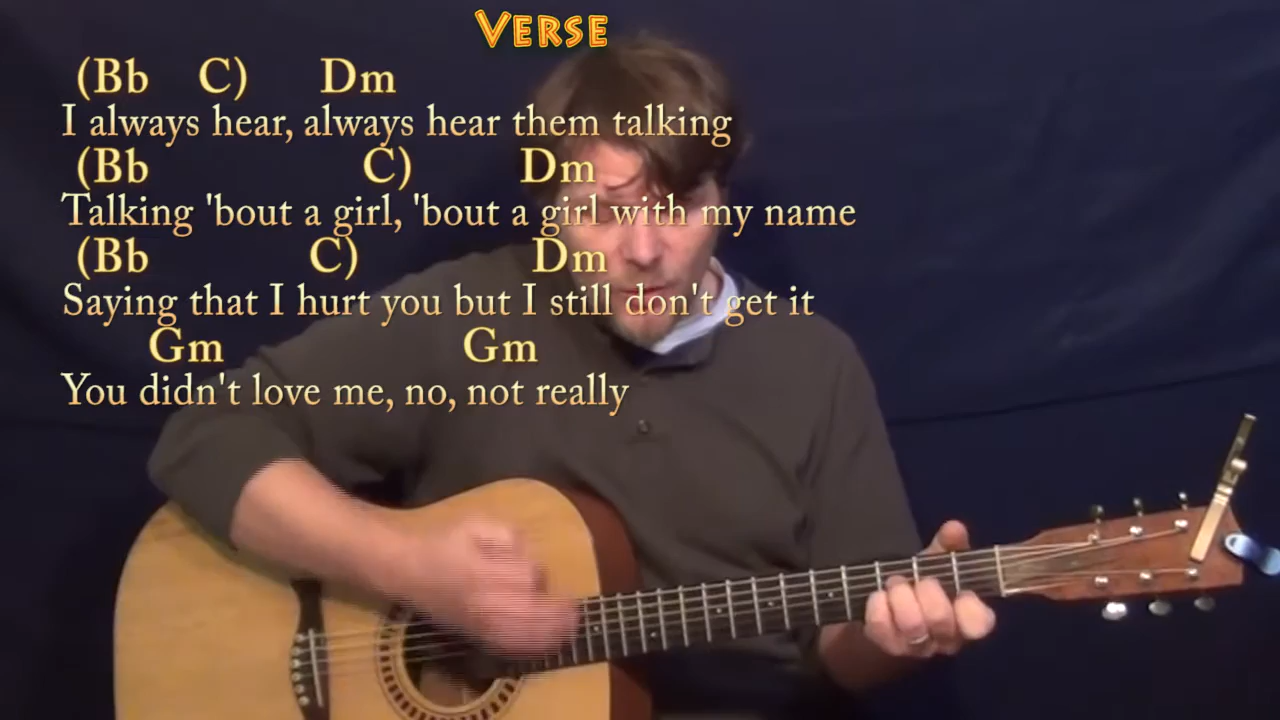 VERSE
(Bb C) Dm
I always hear, always hear them talking
(Bb C) Dm
Talking 'bout a girl, 'bout a girl with my name
(Bb C) Dm
Saying that I hurt you but I still don't get it
Gm Gm
You didn't love me, no, not really